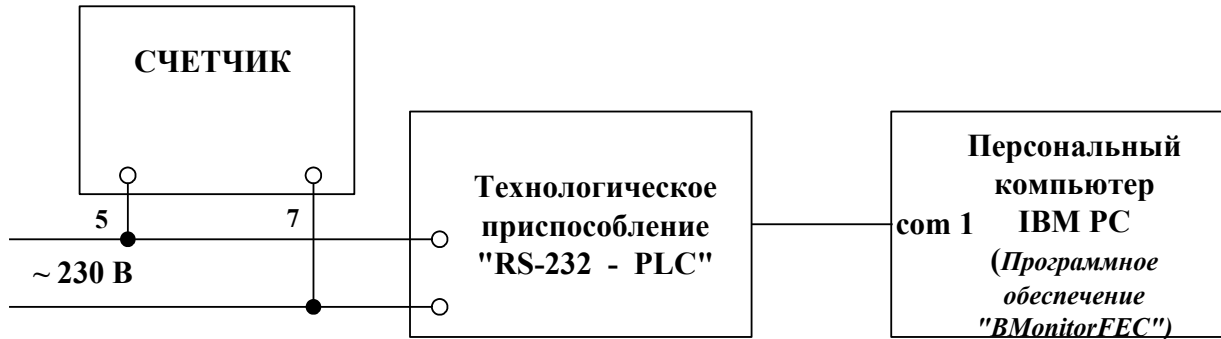 СЧЕТЧИК
5
7
~ 230 В
Технологическое
приспособление
"RS-232 - PLC"
com 1
Персональный
компьютер
IBM PC
(Программное
обеспечение
"BMonitorFEC")